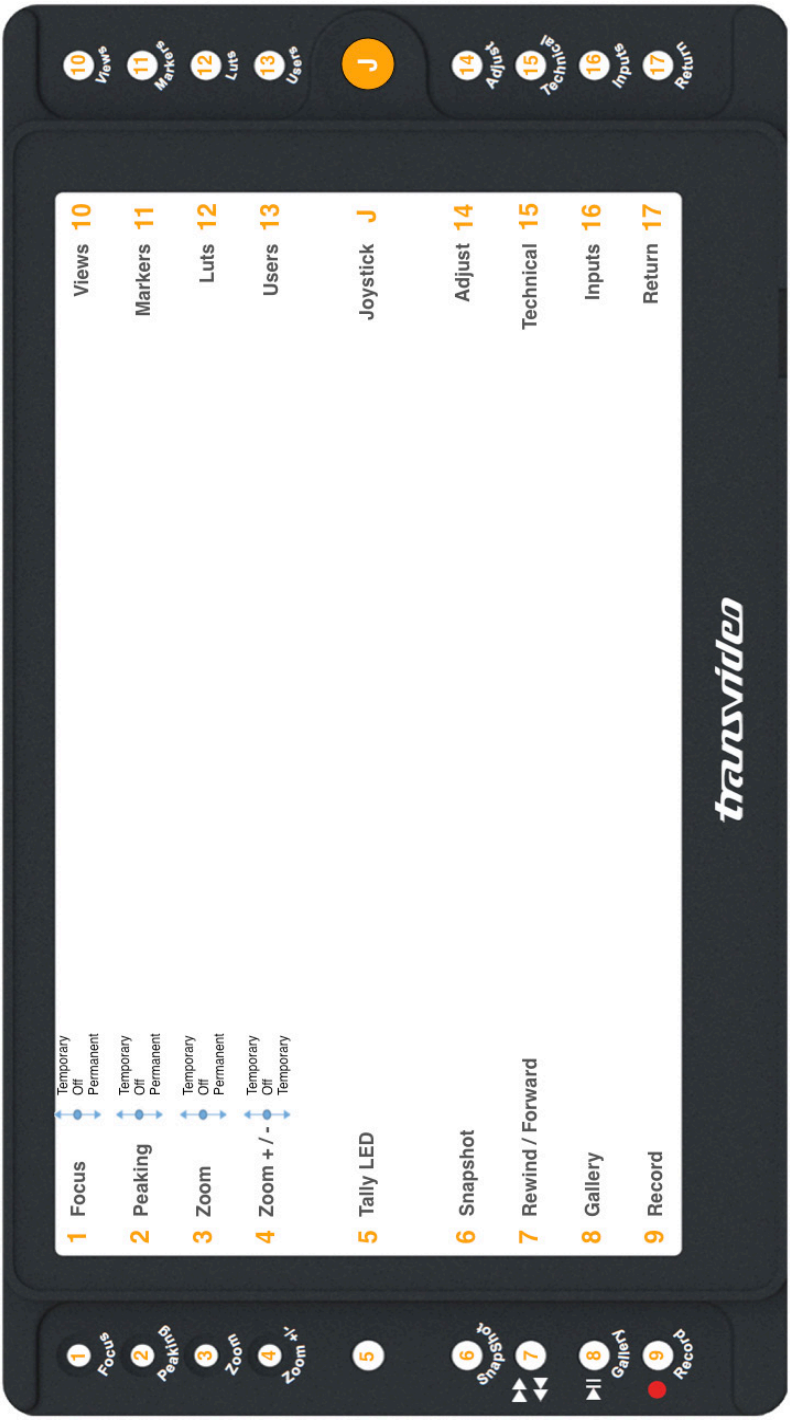 1
Focus
2
Peaking
3
Zoom
4
Zoom +/-
5
6
SnapShot
7
8
Gallery
9
Record
1 Focus
Temporary
Off
Permanent
2 Peaking
Temporary
Off
Permanent
3 Zoom
Temporary
Off
Permanent
4 Zoom + / -
Temporary
Off
Temporary
5 Tally LED
6 Snapshot
7 Rewind / Forward
8 Gallery
9 Record
Views 10
Markers 11
Luts 12
Users 13
Joystick J
Adjust 14
Technical 15
Inputs 16
Return 17
10
Views
11
Markers
12
Luts
13
Users
J
14
Adjust
15
Technical
16
Inputs
17
Return
transvideo